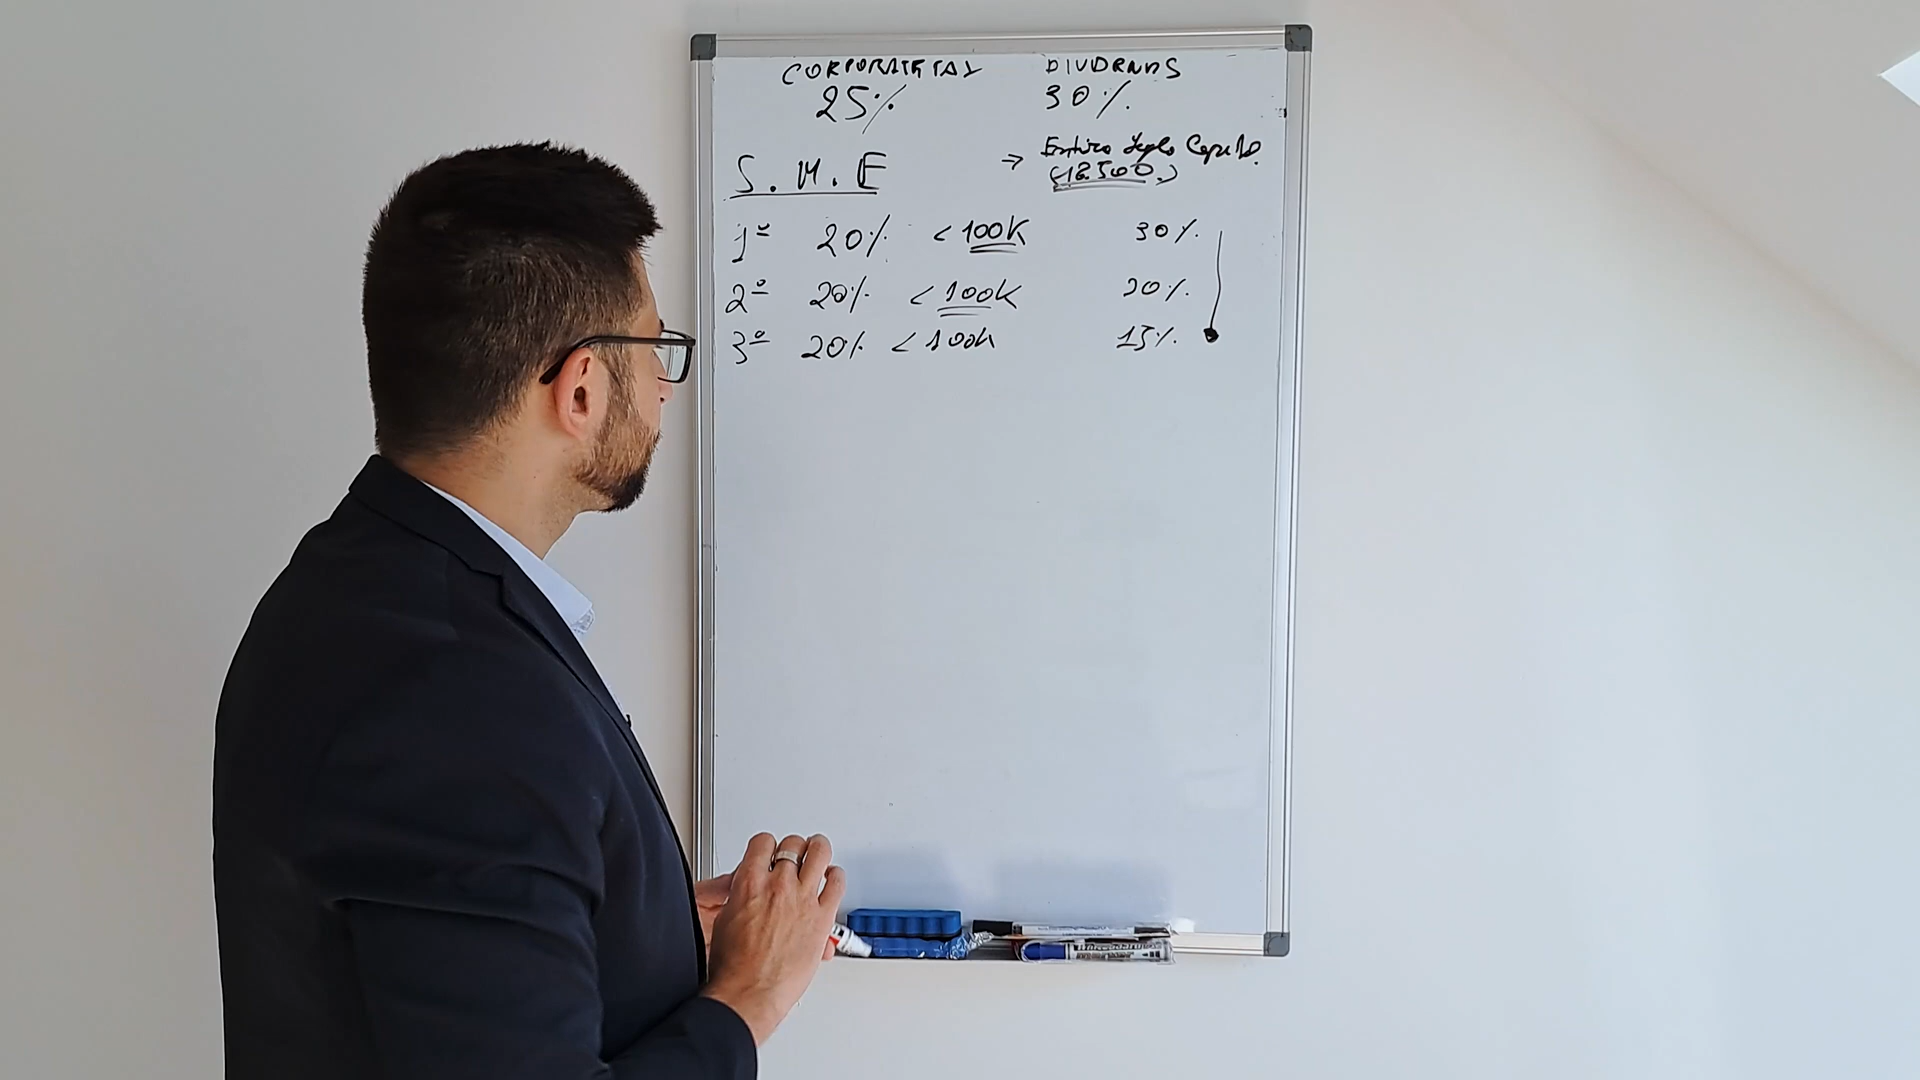 CORPORATE TAX DIVIDENDS
25% 30%
S.M.E → Entire Legal Capital.
(18.500.)
1º 20% < 100K 30%
2º 20% < 100K 20%
3º 20% < 100k 15%